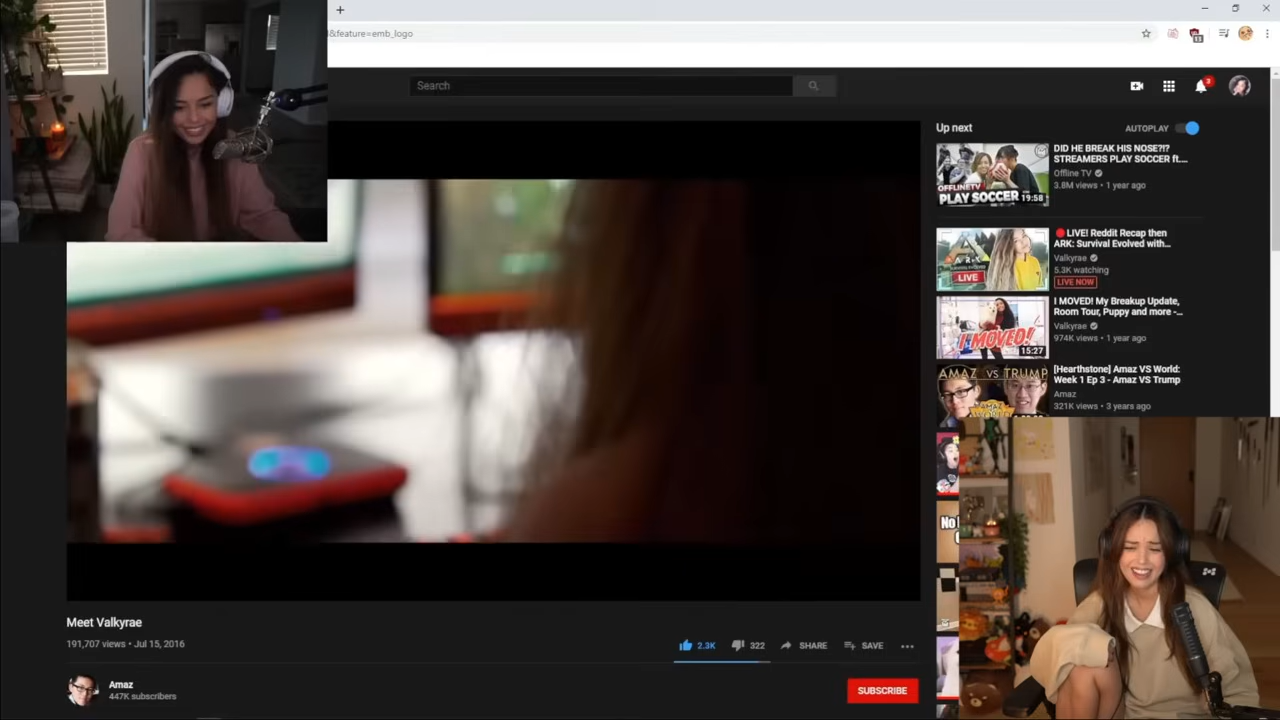 &feature=emb_logo
13
Search
3
Up next
AUTOPLAY
DID HE BREAK HIS NOSE?!?
STREAMERS PLAY SOCCER ft...
Offline TV
3.8M views • 1 year ago
OFFLINETV
PLAY SOCCER
19:58
LIVE! Reddit Recap then
ARK: Survival Evolved with...
Valkyrae
5.3K watching
LIVE NOW
ARK
LIVE
I MOVED! My Breakup Update,
Room Tour, Puppy and more -...
Valkyrae
974K views • 1 year ago
I MOVED!
15:27
[Hearthstone] Amaz VS World:
Week 1 Ep 3 - Amaz VS Trump
Amaz
321K views • 3 years ago
AMAZ VS TRUMP
Meet Valkyrae
191,707 views • Jul 15, 2016
2.3K
322
SHARE
SAVE
Amaz
447K subscribers
SUBSCRIBE